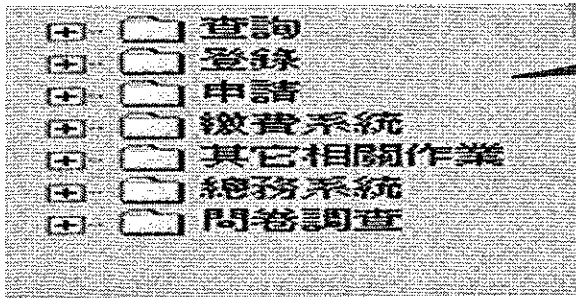 查詢
登錄
申請
繳費系統
其它相關作業
總務系統
問卷調查